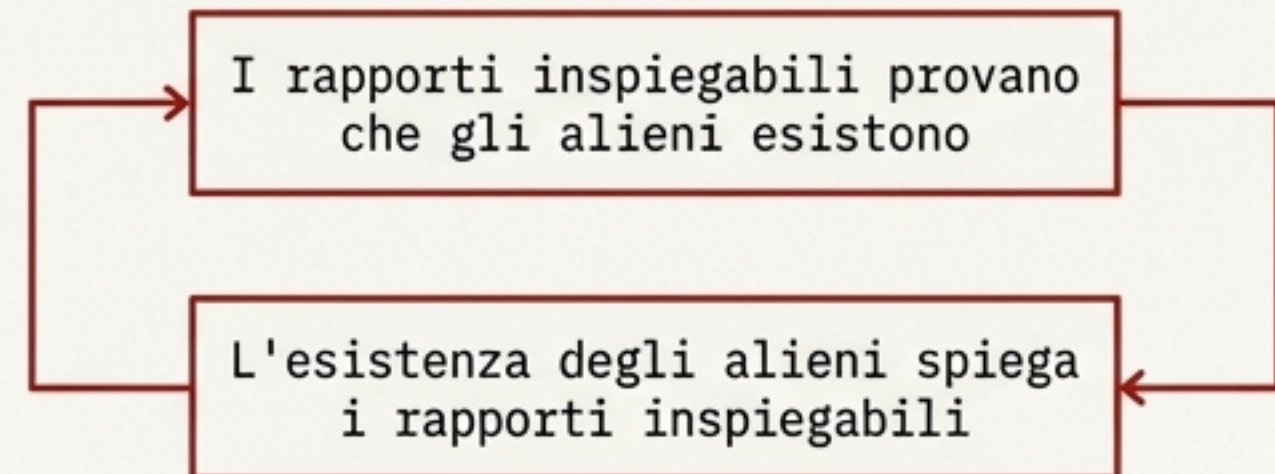 I rapporti inspiegabili provano
che gli alieni esistono
L'esistenza degli alieni spiega
i rapporti inspiegabili